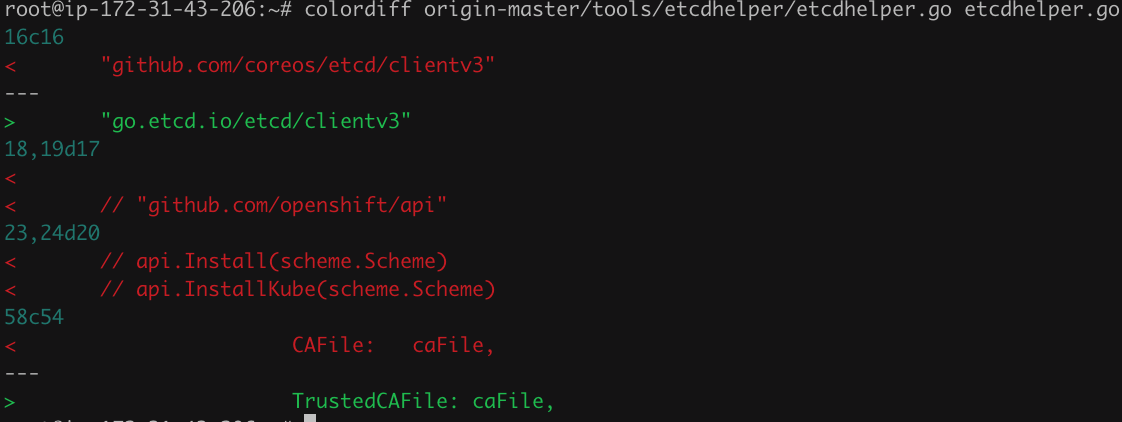 root@ip-172-31-43-206:~# colordiff origin-master/tools/etcdhelper/etcdhelper.go etcdhelper.go
16c16
<       "github.com/coreos/etcd/clientv3"
---
>       "go.etcd.io/etcd/clientv3"
18,19d17
<
<       // "github.com/openshift/api"
23,24d20
<       // api.Install(scheme.Scheme)
<       // api.InstallKube(scheme.Scheme)
58c54
<                       CAFile:   caFile,
---
>                       TrustedCAFile: caFile,